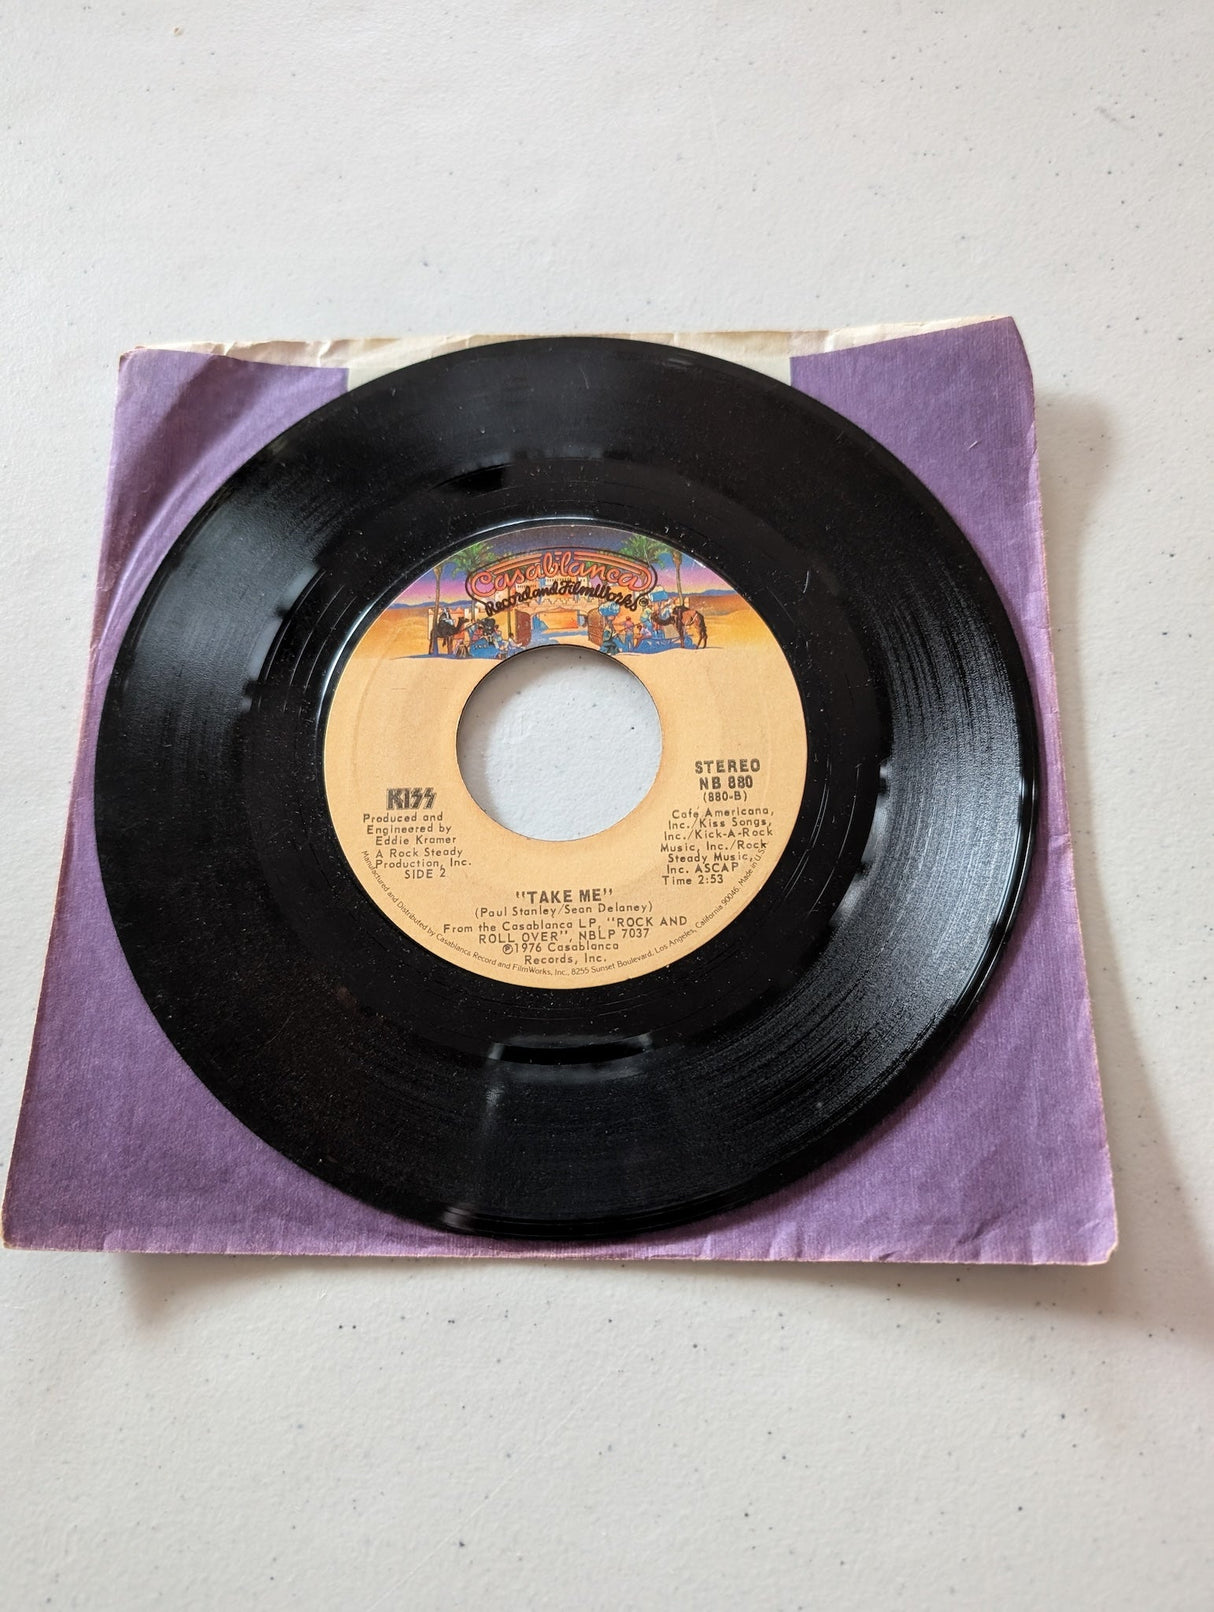 Casablanca
Record and FilmWorks
STEREO
NB 880
(880-B)
KISS
Produced and
Engineered by
Eddie Kramer
A Rock Steady
Production, Inc.
SIDE 2
Café Americana,
Inc./Kiss Songs,
Inc./Kick-A-Rock
Music, Inc./Rock
Steady Music,
Inc. ASCAP
Time 2:53
"TAKE ME"
(Paul Stanley/Sean Delaney)
From the Casablanca LP, "ROCK AND
ROLL OVER", NBLP 7037
℗1976 Casablanca
Records, Inc.
Manufactured and Distributed by Casablanca Record and FilmWorks, Inc., 8255 Sunset Boulevard, Los Angeles, California 90046. Made in U.S.A.